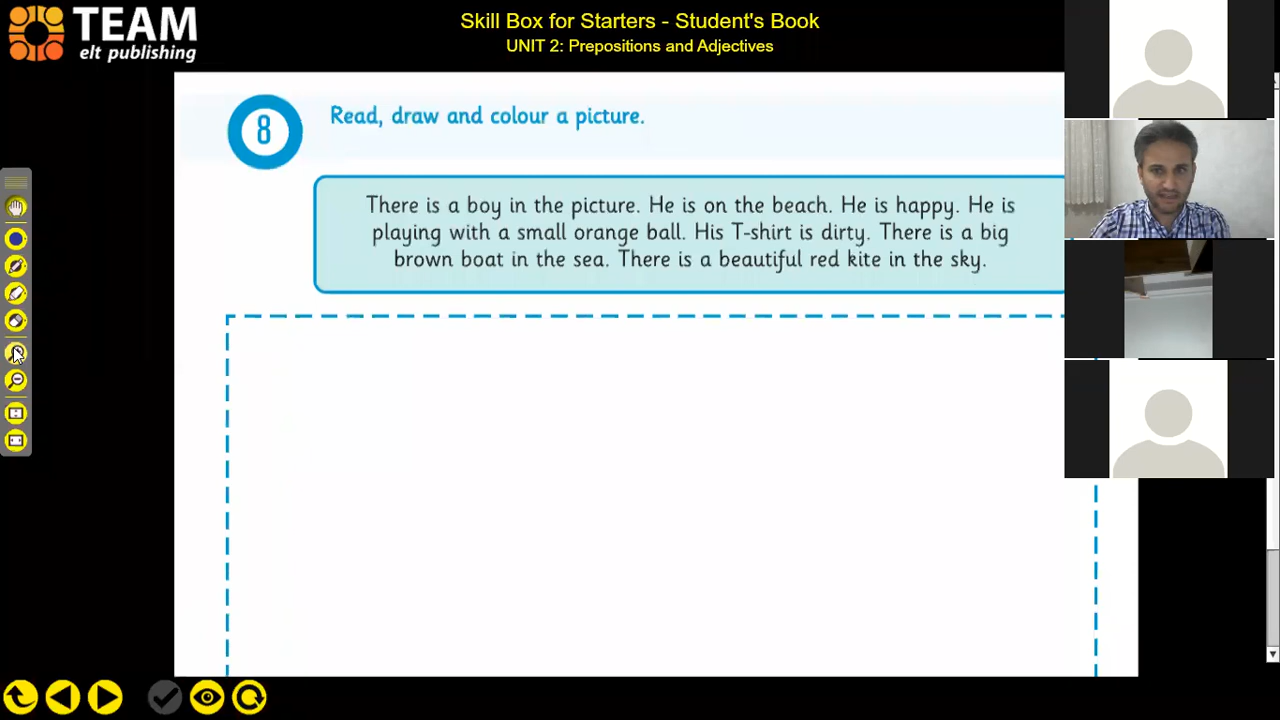 TEAM
elt publishing
Skill Box for Starters - Student's Book
UNIT 2: Prepositions and Adjectives
8
Read, draw and colour a picture.
There is a boy in the picture. He is on the beach. He is happy. He is
playing with a small orange ball. His T-shirt is dirty. There is a big
brown boat in the sea. There is a beautiful red kite in the sky.